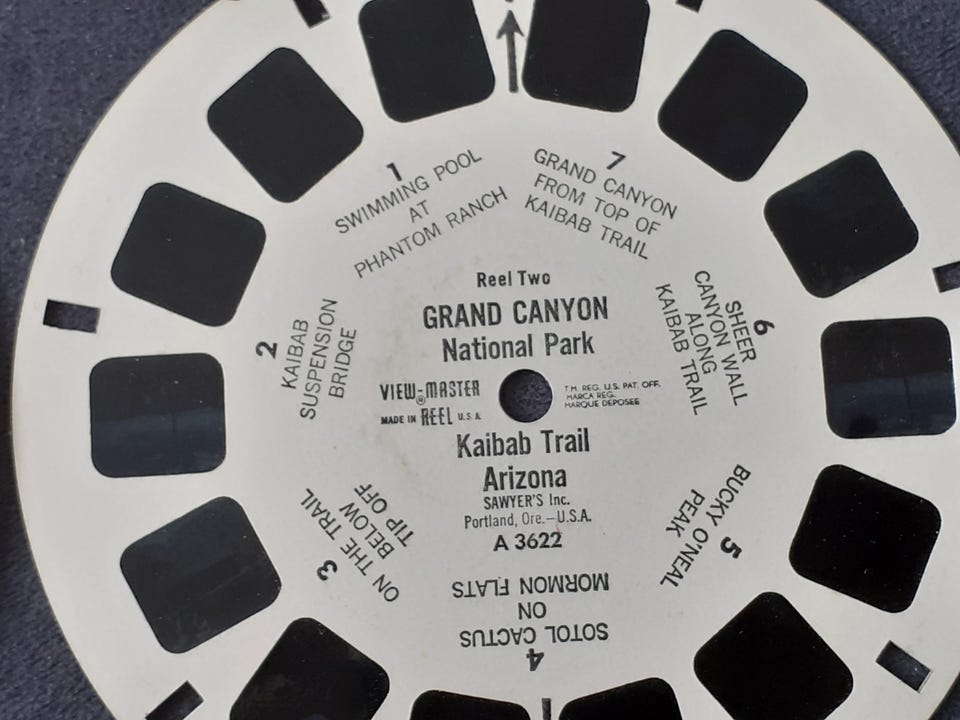 Reel Two
GRAND CANYON
National Park
VIEW-MASTER
®
MADE IN REEL U.S.A.
T.M. REG. U.S. PAT. OFF.
MARCA REG.
MARQUE DEPOSEE
Kaibab Trail
Arizona
SAWYER'S Inc.
Portland, Ore.—U.S.A.
A 3622
1
SWIMMING POOL
AT
PHANTOM RANCH
2
KAIBAB
SUSPENSION
BRIDGE
3
ON THE TRAIL
BELOW
TIP OFF
4
SOTOL CACTUS
ON
MORMON FLATS
5
BUCKY O'NEAL
PEAK
6
SHEER
CANYON WALL
ALONG
KAIBAB TRAIL
7
GRAND CANYON
FROM TOP OF
KAIBAB TRAIL